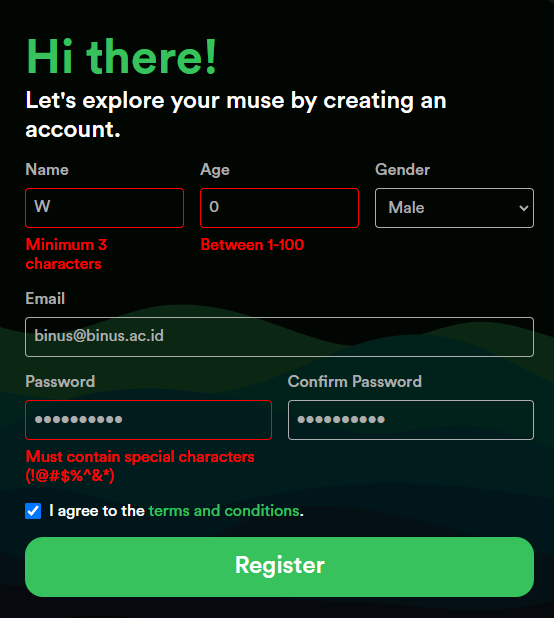 Hi there!
Let's explore your muse by creating an
account.
Name Age Gender
W 0 Male
Minimum 3 Between 1-100
characters
Email
binus@binus.ac.id
Password Confirm Password
●●●●●●●●●● ●●●●●●●●●●
Must contain special characters
(!@#$%^&*)
I agree to the terms and conditions.
Register